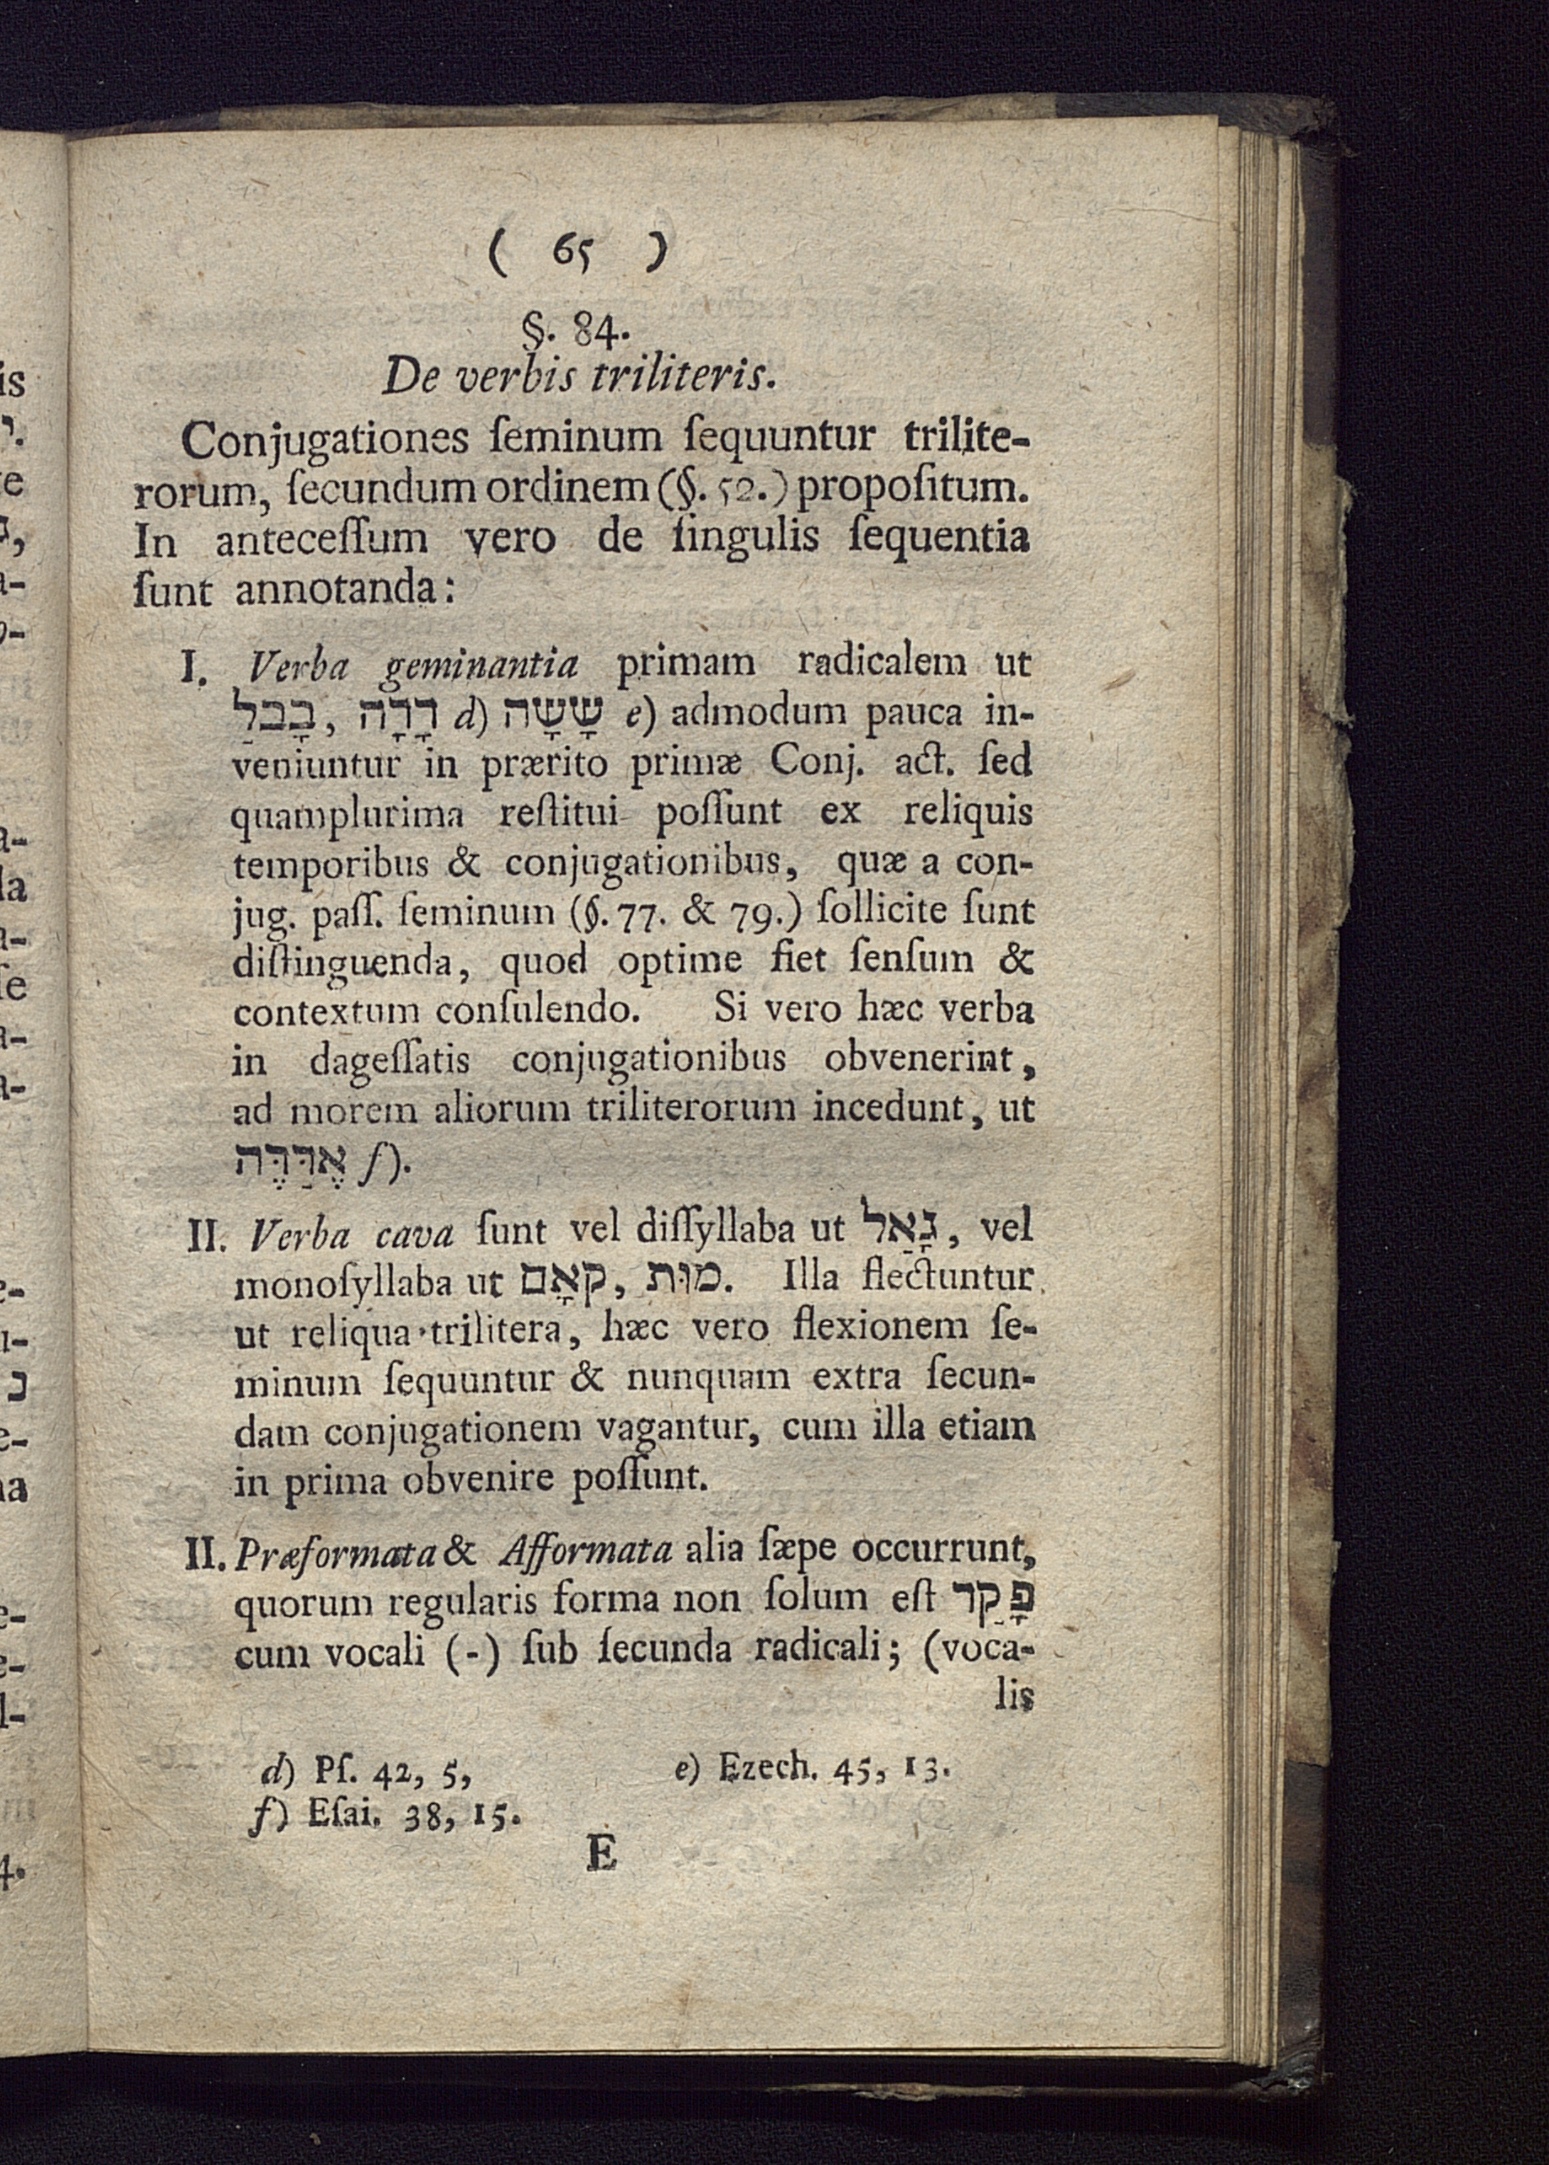 ( 65 )
§. 84.
De verbis triliteris.
Conjugationes ſeminum ſequuntur trilite-
rorum, ſecundum ordinem (§. 52.) propoſitum.
In anteceſſum vero de ſingulis ſequentia
ſunt annotanda:
I. Verba geminantia primam radicalem ut
בָּבַל, דָּרָה d) שָׁשָׁה e) admodum pauca in-
veniuntur in prærito primæ Conj. act. ſed
quamplurima reſtitui poſſunt ex reliquis
temporibus & conjugationibus, quæ a con-
jug. paſſ. ſeminum (§. 77. & 79.) ſollicite ſunt
diſtinguenda, quod optime fiet ſenſum &
contextum conſulendo. Si vero hæc verba
in dageſſatis conjugationibus obvenerint,
ad morem aliorum triliterorum incedunt, ut
אֶדַּדֶּה f).
II. Verba cava ſunt vel diſſyllaba ut גָּאַל, vel
monoſyllaba ut קאָם, מוּת. Illa flectuntur
ut reliqua trilitera, hæc vero flexionem ſe-
minum ſequuntur & nunquam extra ſecun-
dam conjugationem vagantur, cum illa etiam
in prima obvenire poſſunt.
II. Præformata & Afformata alia ſæpe occurrunt,
quorum regularis forma non ſolum eſt פָּקַד
cum vocali (-) ſub ſecunda radicali; (voca-
lis
d) Pſ. 42, 5, e) Ezech. 45, 13.
f) Eſai. 38, 15.
E